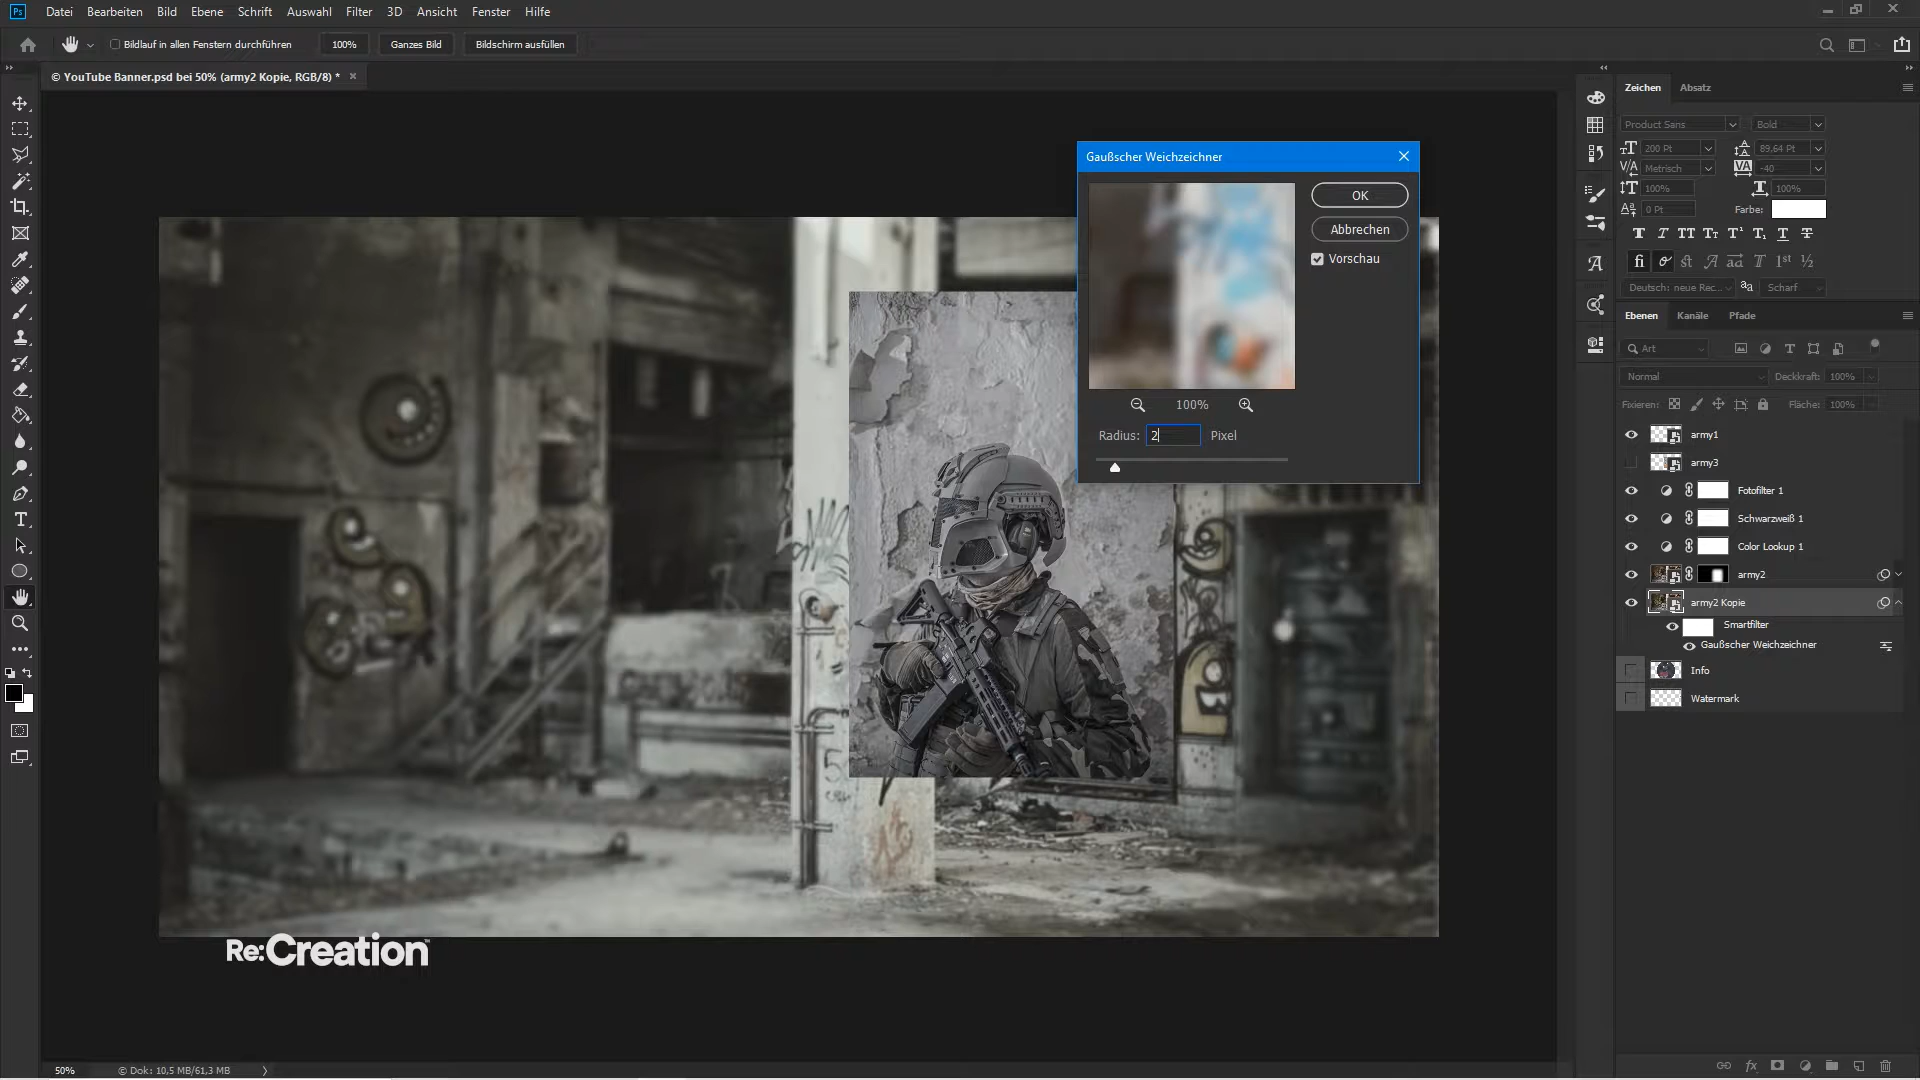 Ps Datei Bearbeiten Bild Ebene Schrift Auswahl Filter 3D Ansicht Fenster Hilfe
Bildlauf in allen Fenstern durchführen 100% Ganzes Bild Bildschirm ausfüllen
© YouTube Banner.psd bei 50% (army2 Kopie, RGB/8) *
Gaußscher Weichzeichner
OK
Abbrechen
Vorschau
100%
Radius: 2 Pixel
Re:Creation
50% © Dok: 10,5 MB/61,3 MB
Zeichen Absatz
Product Sans Bold
200 Pt 89,64 Pt
Metrisch -40
100% 100%
0 Pt Farbe:
Deutsch: neue Rec... Scharf
Ebenen Kanäle Pfade
Art
Normal Deckkraft: 100%
Fixieren: Fläche: 100%
army1
army3
Fotofilter 1
Schwarzweiß 1
Color Lookup 1
army2
army2 Kopie
Smartfilter
Gaußscher Weichzeichner
Info
Watermark